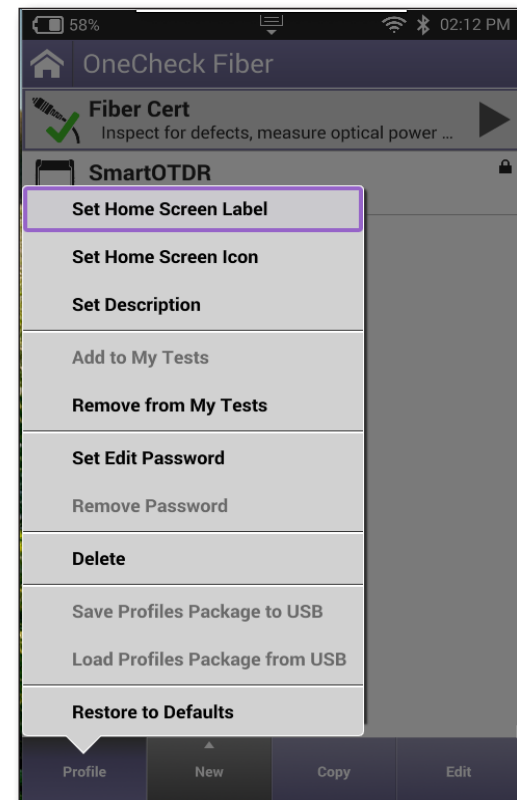 58%
02:12 PM
OneCheck Fiber
Fiber Cert
Inspect for defects, measure optical power ...
SmartOTDR
Set Home Screen Label
Set Home Screen Icon
Set Description
Add to My Tests
Remove from My Tests
Set Edit Password
Remove Password
Delete
Save Profiles Package to USB
Load Profiles Package from USB
Restore to Defaults
Profile
New
Copy
Edit